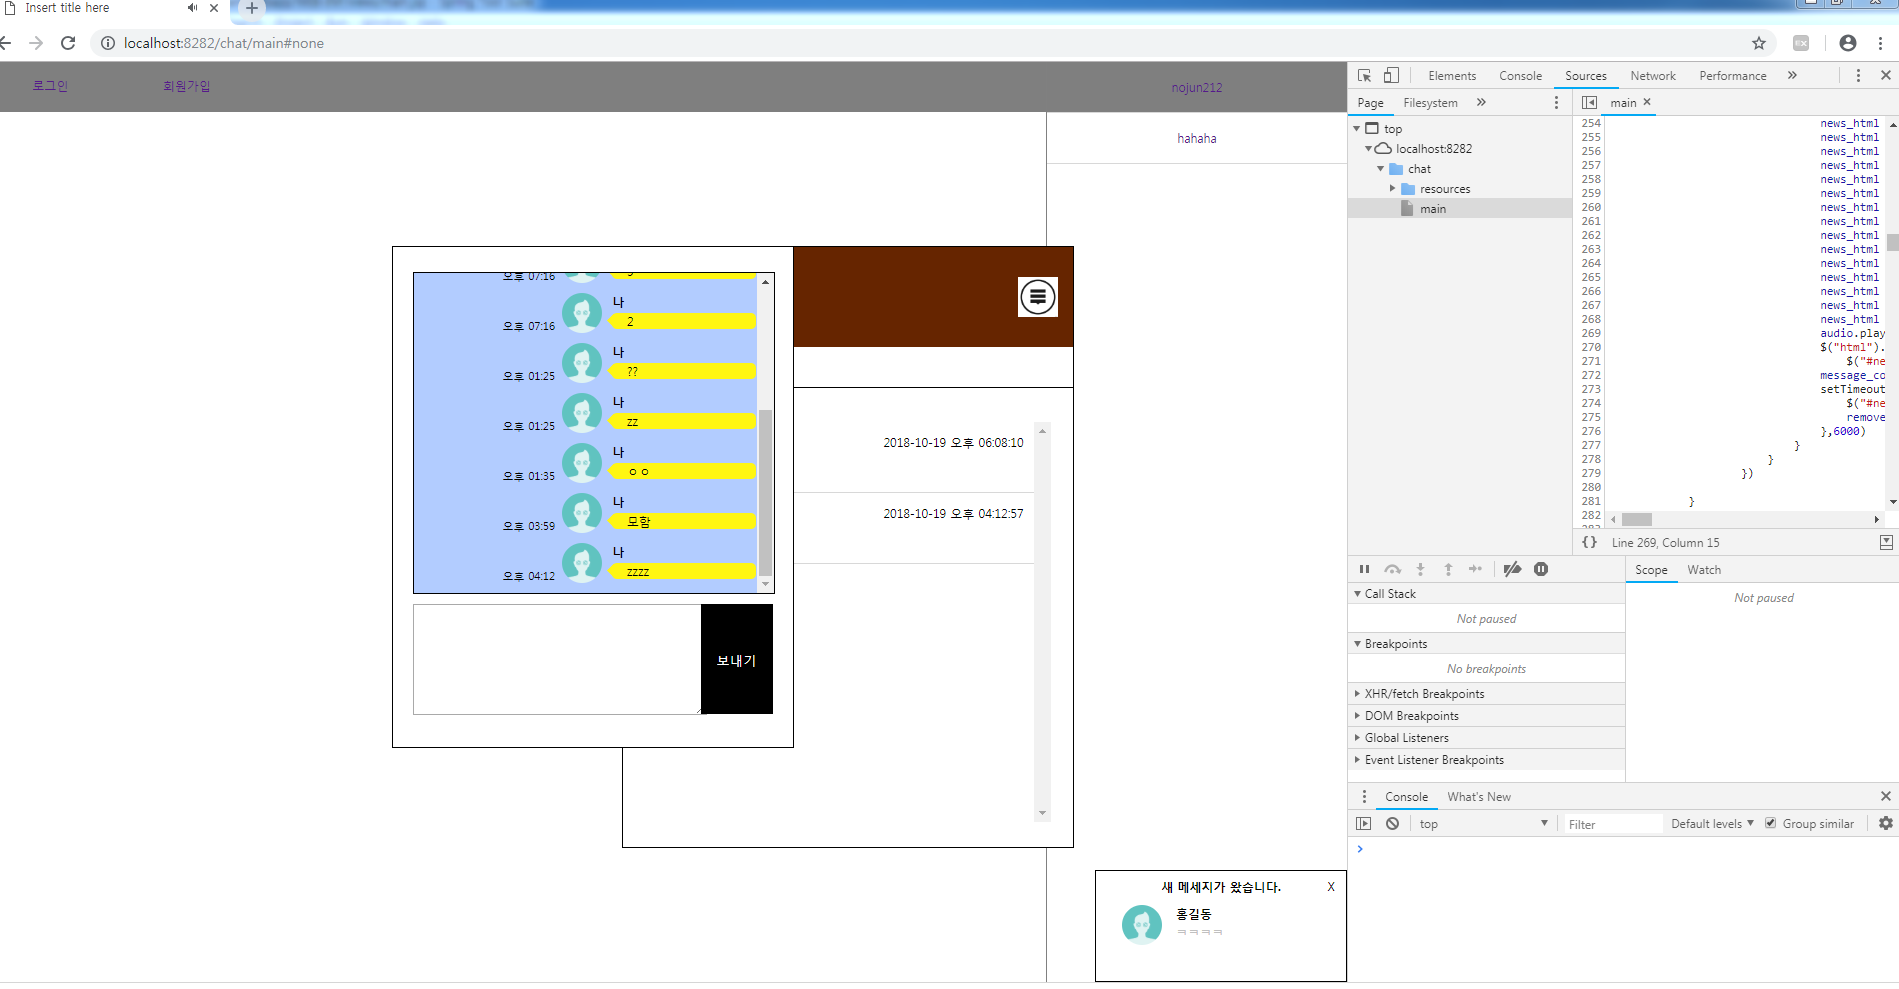 Insert title here
localhost:8282/chat/main#none
로그인 회원가입 nojun212
hahaha
오후 07:16
나
2
오후 07:16
나
??
오후 01:25
나
zz
오후 01:25
나
ㅇㅇ
오후 01:35
나
모함
오후 03:59
나
zzzz
오후 04:12
보내기
2018-10-19 오후 06:08:10
2018-10-19 오후 04:12:57
새 메세지가 왔습니다. X
홍길동
ㅋㅋㅋㅋ
Elements Console Sources Network Performance »
Page Filesystem »
top
localhost:8282
chat
resources
main
main ×
254 news_html
255 news_html
256 news_html
257 news_html
258 news_html
259 news_html
260 news_html
261 news_html
262 news_html
263 news_html
264 news_html
265 news_html
266 news_html
267 news_html
268 news_html
269 audio.play
270 $("html").
271 $("#ne
272 message_co
273 setTimeout
274 $("#ne
275 remove
276 },6000)
277 }
278 }
279 })
280
281 }
282
{} Line 269, Column 15
Call Stack
Not paused
Breakpoints
No breakpoints
XHR/fetch Breakpoints
DOM Breakpoints
Global Listeners
Event Listener Breakpoints
Scope Watch
Not paused
Console What's New
top Filter Default levels Group similar